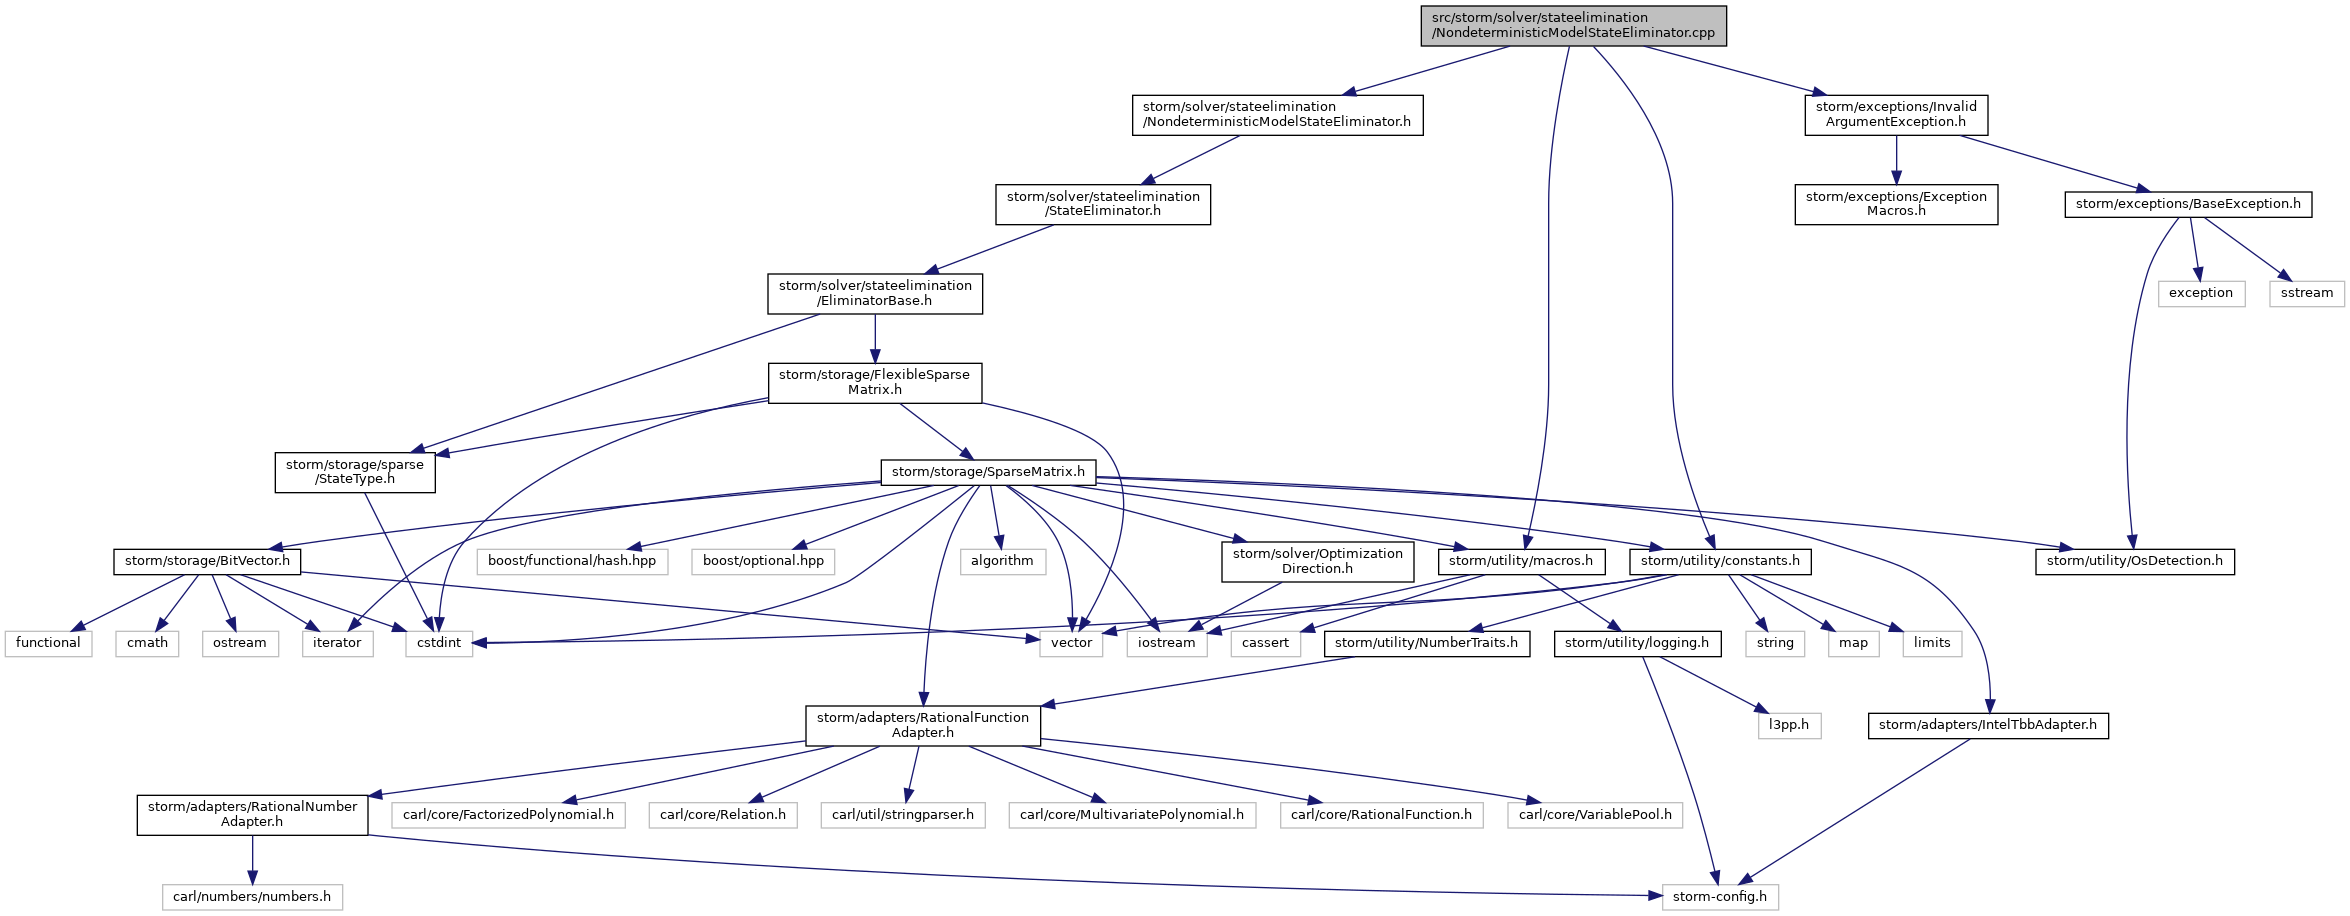 src/storm/solver/stateelimination
/NondeterministicModelStateEliminator.cpp
storm/solver/stateelimination
/NondeterministicModelStateEliminator.h
storm/exceptions/Invalid
ArgumentException.h
storm/solver/stateelimination
/StateEliminator.h
storm/exceptions/Exception
Macros.h
storm/exceptions/BaseException.h
storm/solver/stateelimination
/EliminatorBase.h
exception
sstream
storm/storage/FlexibleSparse
Matrix.h
storm/storage/sparse
/StateType.h
storm/storage/SparseMatrix.h
storm/storage/BitVector.h
boost/functional/hash.hpp
boost/optional.hpp
algorithm
storm/solver/Optimization
Direction.h
storm/utility/macros.h
storm/utility/constants.h
storm/utility/OsDetection.h
functional
cmath
ostream
iterator
cstdint
vector
iostream
cassert
storm/utility/NumberTraits.h
storm/utility/logging.h
string
map
limits
storm/adapters/RationalFunction
Adapter.h
l3pp.h
storm/adapters/IntelTbbAdapter.h
storm/adapters/RationalNumber
Adapter.h
carl/core/FactorizedPolynomial.h
carl/core/Relation.h
carl/util/stringparser.h
carl/core/MultivariatePolynomial.h
carl/core/RationalFunction.h
carl/core/VariablePool.h
carl/numbers/numbers.h
storm-config.h